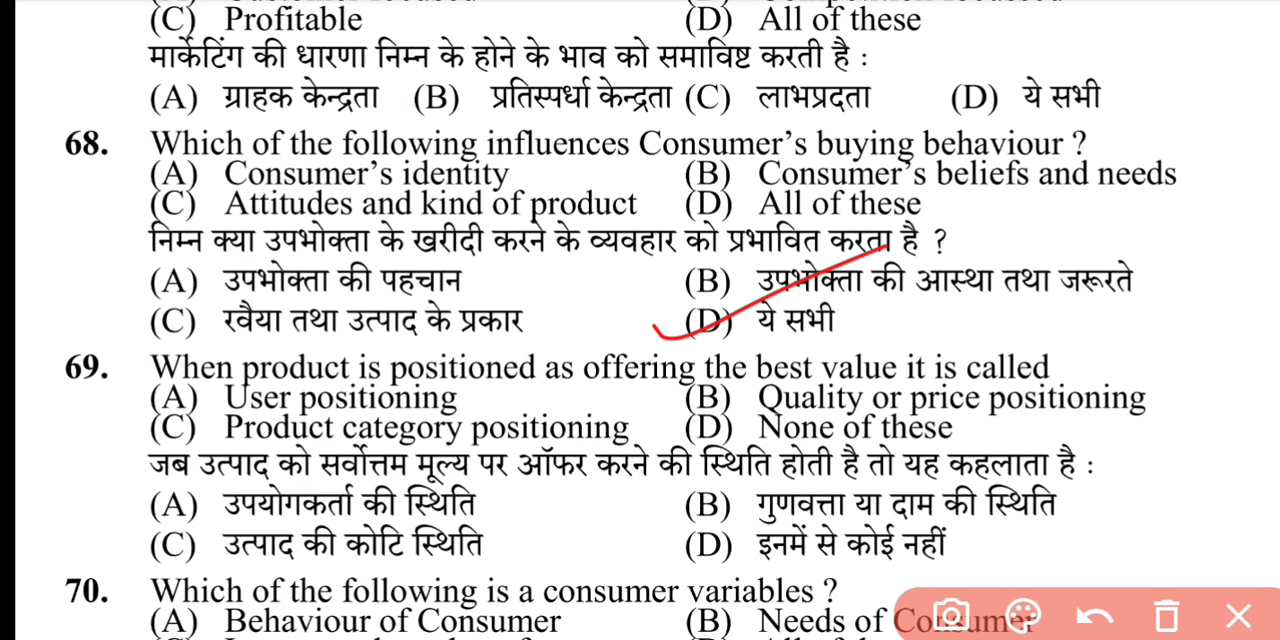 (C) Profitable (D) All of these
मार्केटिंग की धारणा निम्न के होने के भाव को समाविष्ट करती है :
(A) ग्राहक केन्द्रता (B) प्रतिस्पर्धा केन्द्रता (C) लाभप्रदता (D) ये सभी
68. Which of the following influences Consumer's buying behaviour ?
(A) Consumer's identity (B) Consumer's beliefs and needs
(C) Attitudes and kind of product (D) All of these
निम्न क्या उपभोक्ता के खरीदी करने के व्यवहार को प्रभावित करता है ?
(A) उपभोक्ता की पहचान (B) उपभोक्ता की आस्था तथा जरूरते
(C) रवैया तथा उत्पाद के प्रकार (D) ये सभी
69. When product is positioned as offering the best value it is called
(A) User positioning (B) Quality or price positioning
(C) Product category positioning (D) None of these
जब उत्पाद को सर्वोत्तम मूल्य पर ऑफर करने की स्थिति होती है तो यह कहलाता है :
(A) उपयोगकर्ता की स्थिति (B) गुणवत्ता या दाम की स्थिति
(C) उत्पाद की कोटि स्थिति (D) इनमें से कोई नहीं
70. Which of the following is a consumer variables ?
(A) Behaviour of Consumer (B) Needs of Consumer